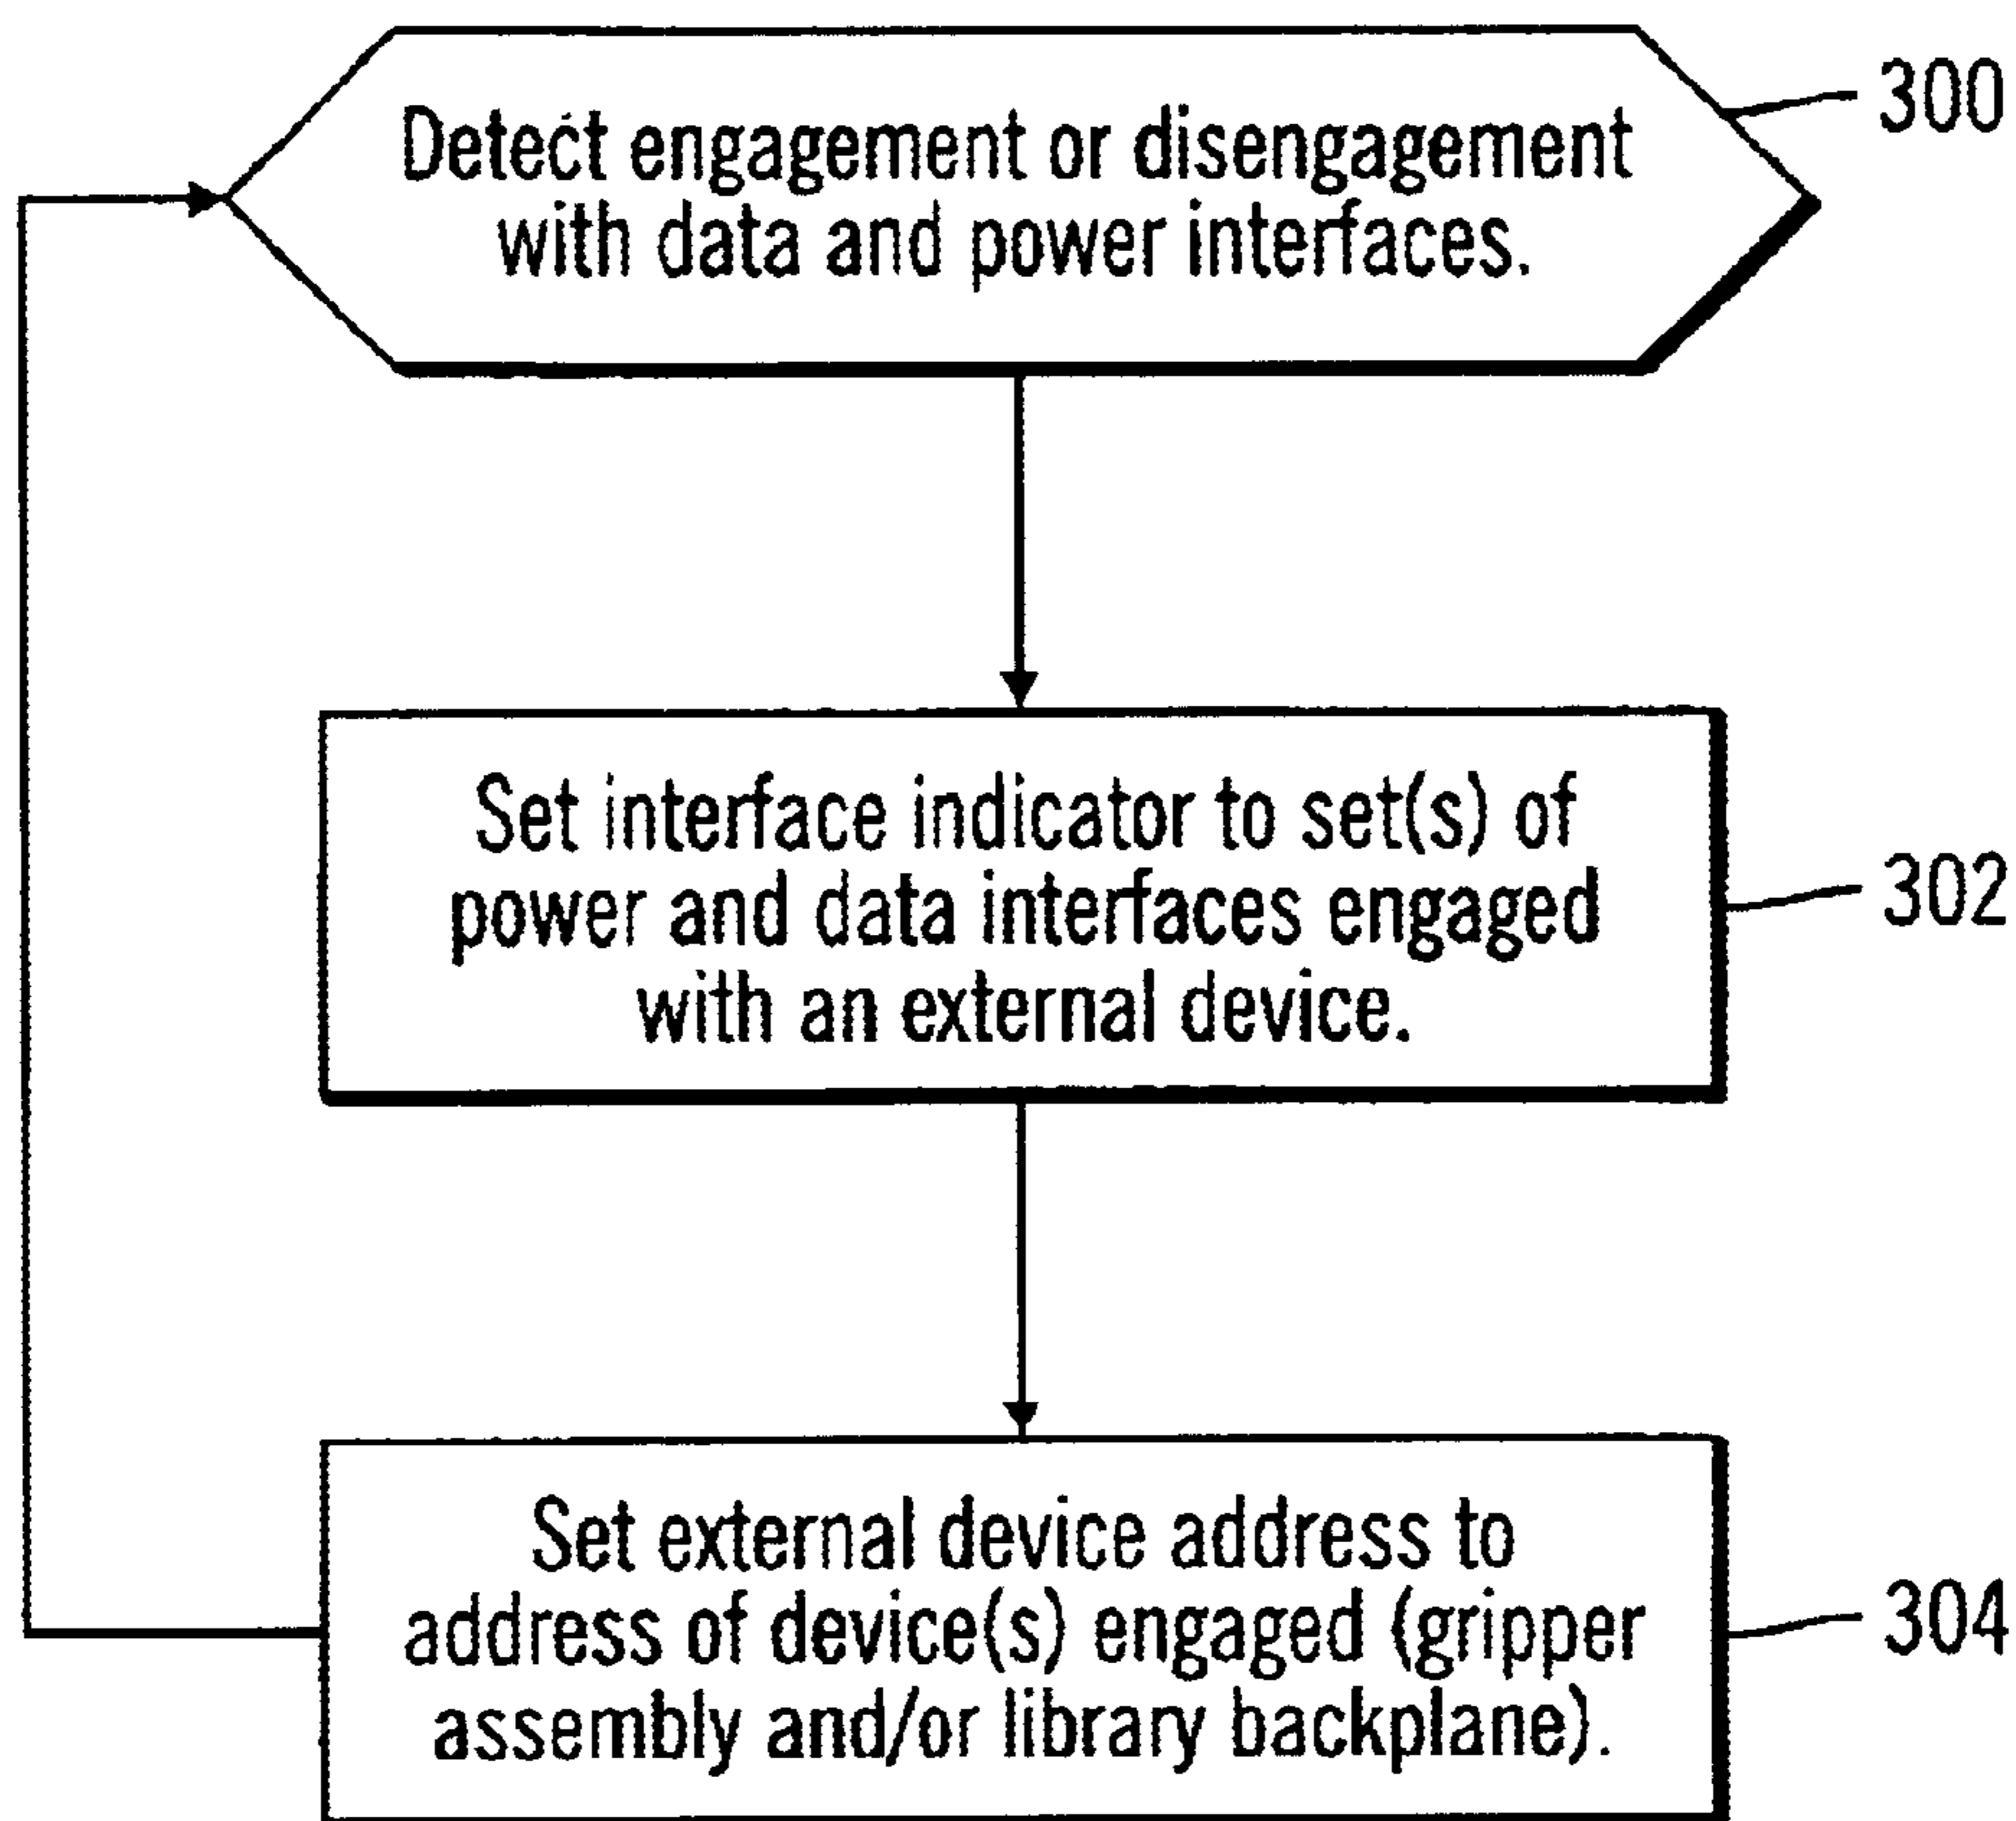 Detect engagement or disengagement
with data and power interfaces.
300
Set interface indicator to set(s) of
power and data interfaces engaged
with an external device.
302
Set external device address to
address of device(s) engaged (gripper
assembly and/or library backplane).
304